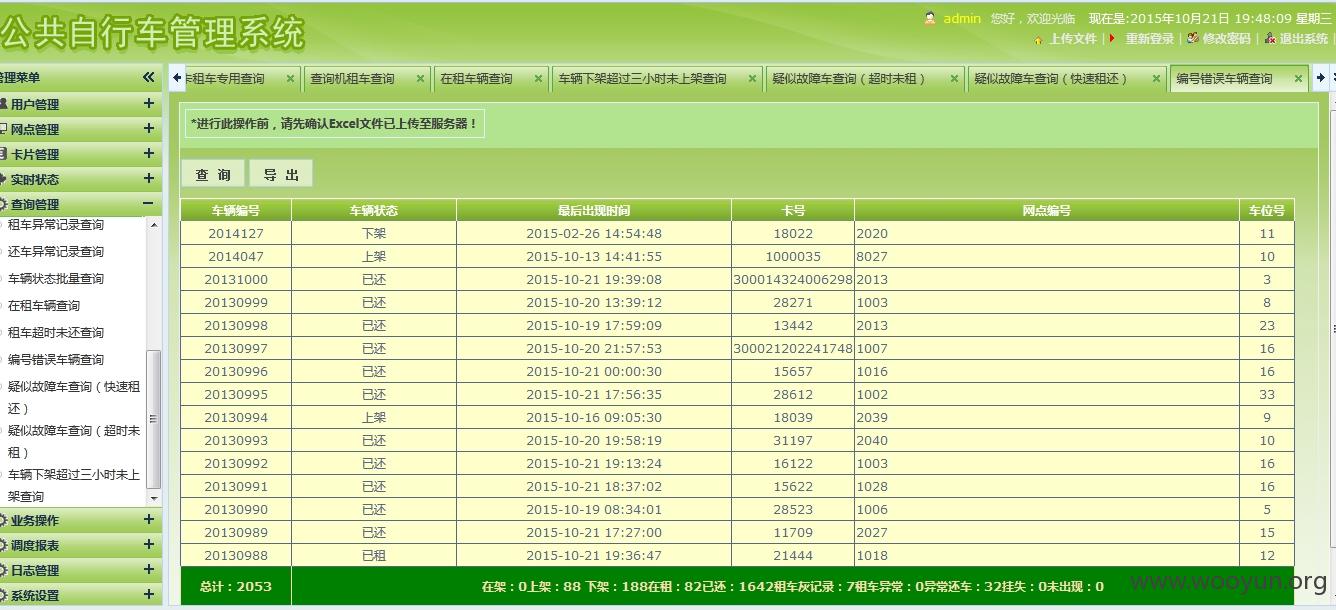 公共自行车管理系统
admin 您好，欢迎光临 现在是:2015年10月21日 19:48:09 星期三
上传文件 | 重新登录 | 修改密码 | 退出系统
管理菜单
用户管理
网点管理
卡片管理
实时状态
查询管理
租车异常记录查询
还车异常记录查询
车辆状态批量查询
在租车辆查询
租车超时未还查询
编号错误车辆查询
疑似故障车查询（快速租
还）
疑似故障车查询（超时未
租）
车辆下架超过三小时未上
架查询
业务操作
调度报表
日志管理
系统设置
卡租车专用查询 查询机租车查询 在租车辆查询 车辆下架超过三小时未上架查询 疑似故障车查询（超时未租） 疑似故障车查询（快速租还） 编号错误车辆查询
*进行此操作前，请先确认Excel文件已上传至服务器！
查 询 导 出
车辆编号 车辆状态 最后出现时间 卡号 网点编号 车位号
2014127 下架 2015-02-26 14:54:48 18022 2020 11
2014047 上架 2015-10-13 14:41:55 1000035 8027 10
20131000 已还 2015-10-21 19:39:08 300014324006298 2013 3
20130999 已还 2015-10-20 13:39:12 28271 1003 8
20130998 已还 2015-10-19 17:59:09 13442 2013 23
20130997 已还 2015-10-20 21:57:53 300021202241748 1007 16
20130996 已还 2015-10-21 00:00:30 15657 1016 16
20130995 已还 2015-10-21 17:56:35 28612 1002 33
20130994 上架 2015-10-16 09:05:30 18039 2039 9
20130993 已还 2015-10-20 19:58:19 31197 2040 10
20130992 已还 2015-10-21 19:13:24 16122 1003 16
20130991 已还 2015-10-21 18:37:02 15622 1028 16
20130990 已还 2015-10-19 08:34:01 28523 1006 5
20130989 已还 2015-10-21 17:27:00 11709 2027 15
20130988 已租 2015-10-21 19:36:47 21444 1018 12
总计：2053 在架：0上架：88 下架：188在租：82已还：1642租车灰记录：7租车异常：0异常还车：32挂失：0未出现：0
www.wooyun.org